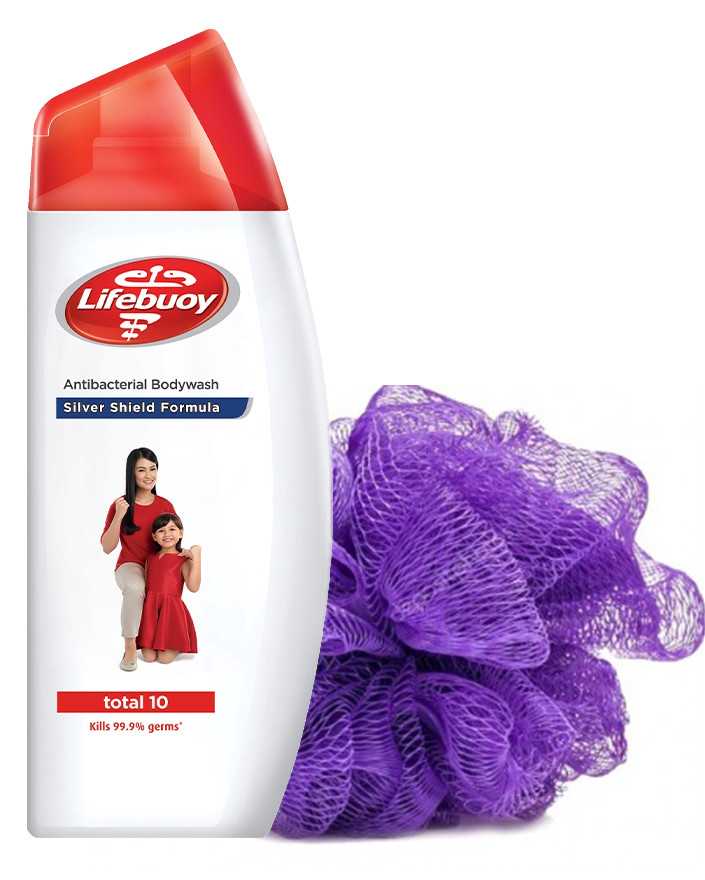 Lifebuoy
Antibacterial Bodywash
Silver Shield Formula
total 10
Kills 99.9% germs*